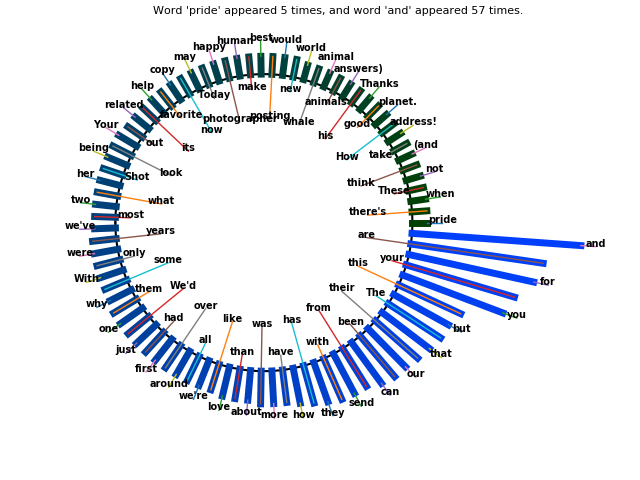 Word 'pride' appeared 5 times, and word 'and' appeared 57 times.
best
human would
happy world
may animal
copy answers)
help Today make new Thanks
related favorite photographer posting animals planet.
Your now whale good address!
being out its his take (and
her Shot look How not
two what think These when
we've most there's pride
were years are and
With only some this your for
why them We'd their The you
one had over from but
just all like was has been that
first than have with our
around can
we're send
love about more how they